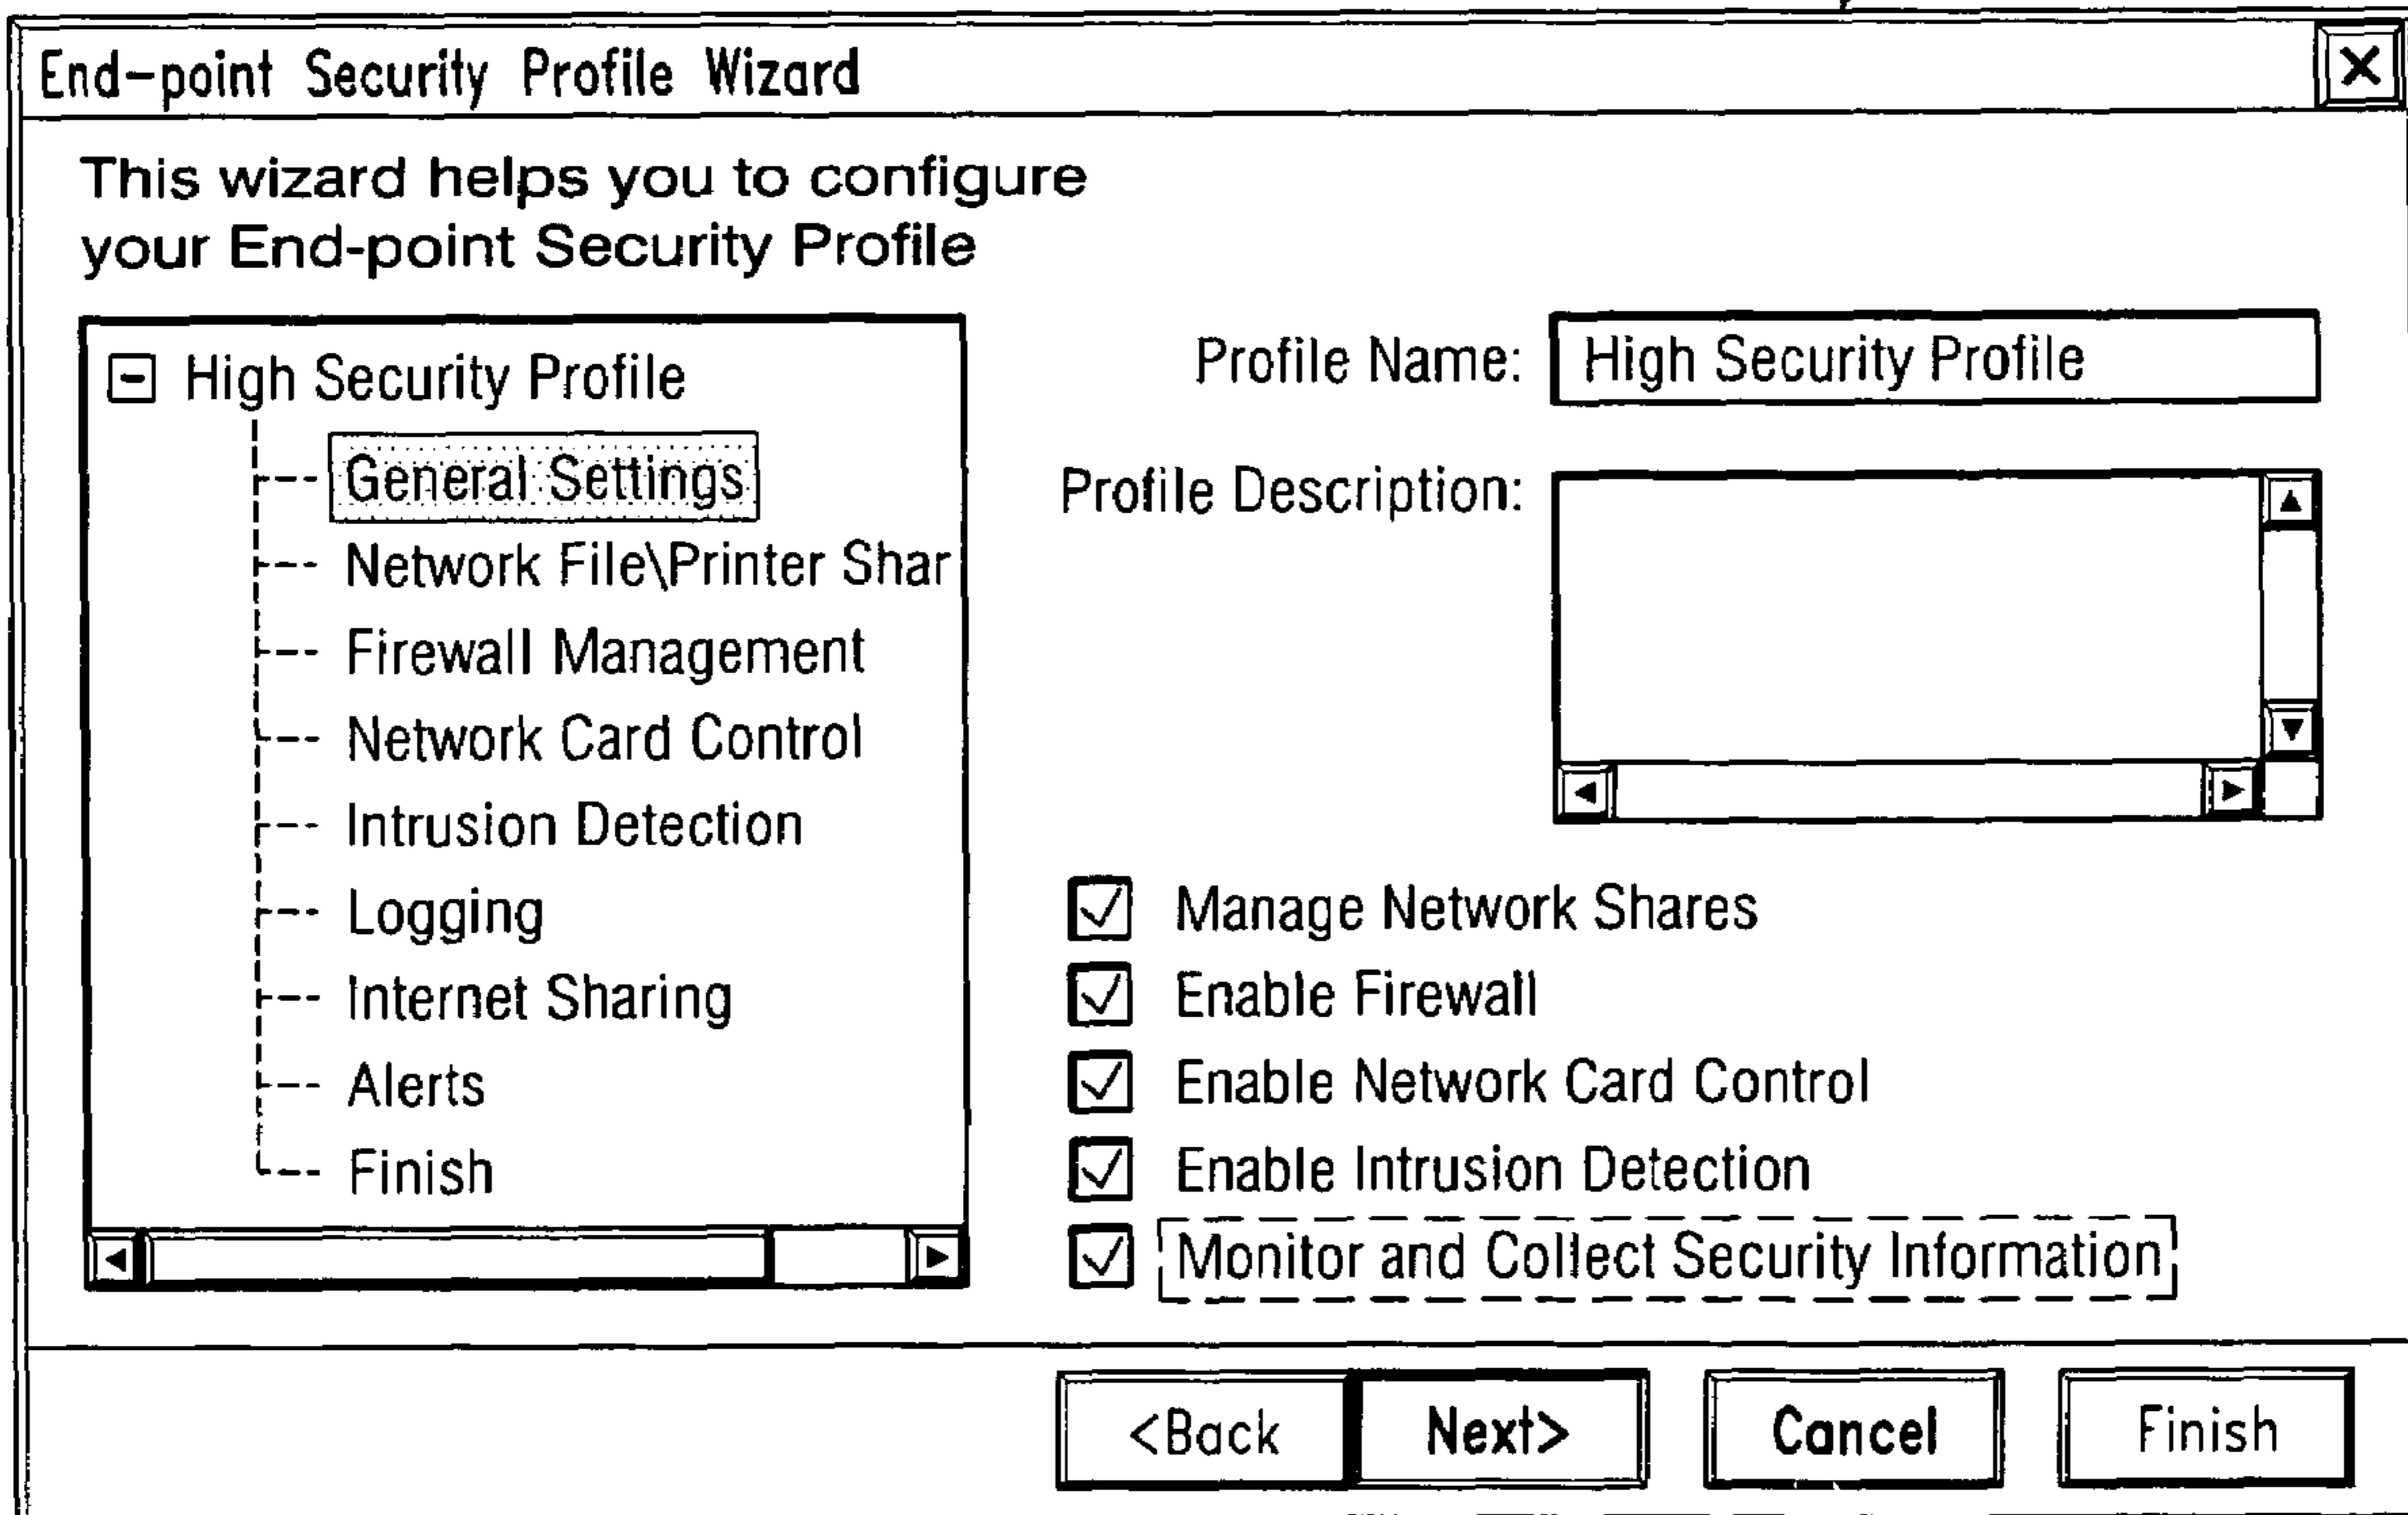 End-point Security Profile Wizard
This wizard helps you to configure
your End-point Security Profile
High Security Profile
General Settings
Network File\Printer Shar
Firewall Management
Network Card Control
Intrusion Detection
Logging
Internet Sharing
Alerts
Finish
Profile Name: High Security Profile
Profile Description:
Manage Network Shares
Enable Firewall
Enable Network Card Control
Enable Intrusion Detection
Monitor and Collect Security Information
<Back Next> Cancel Finish